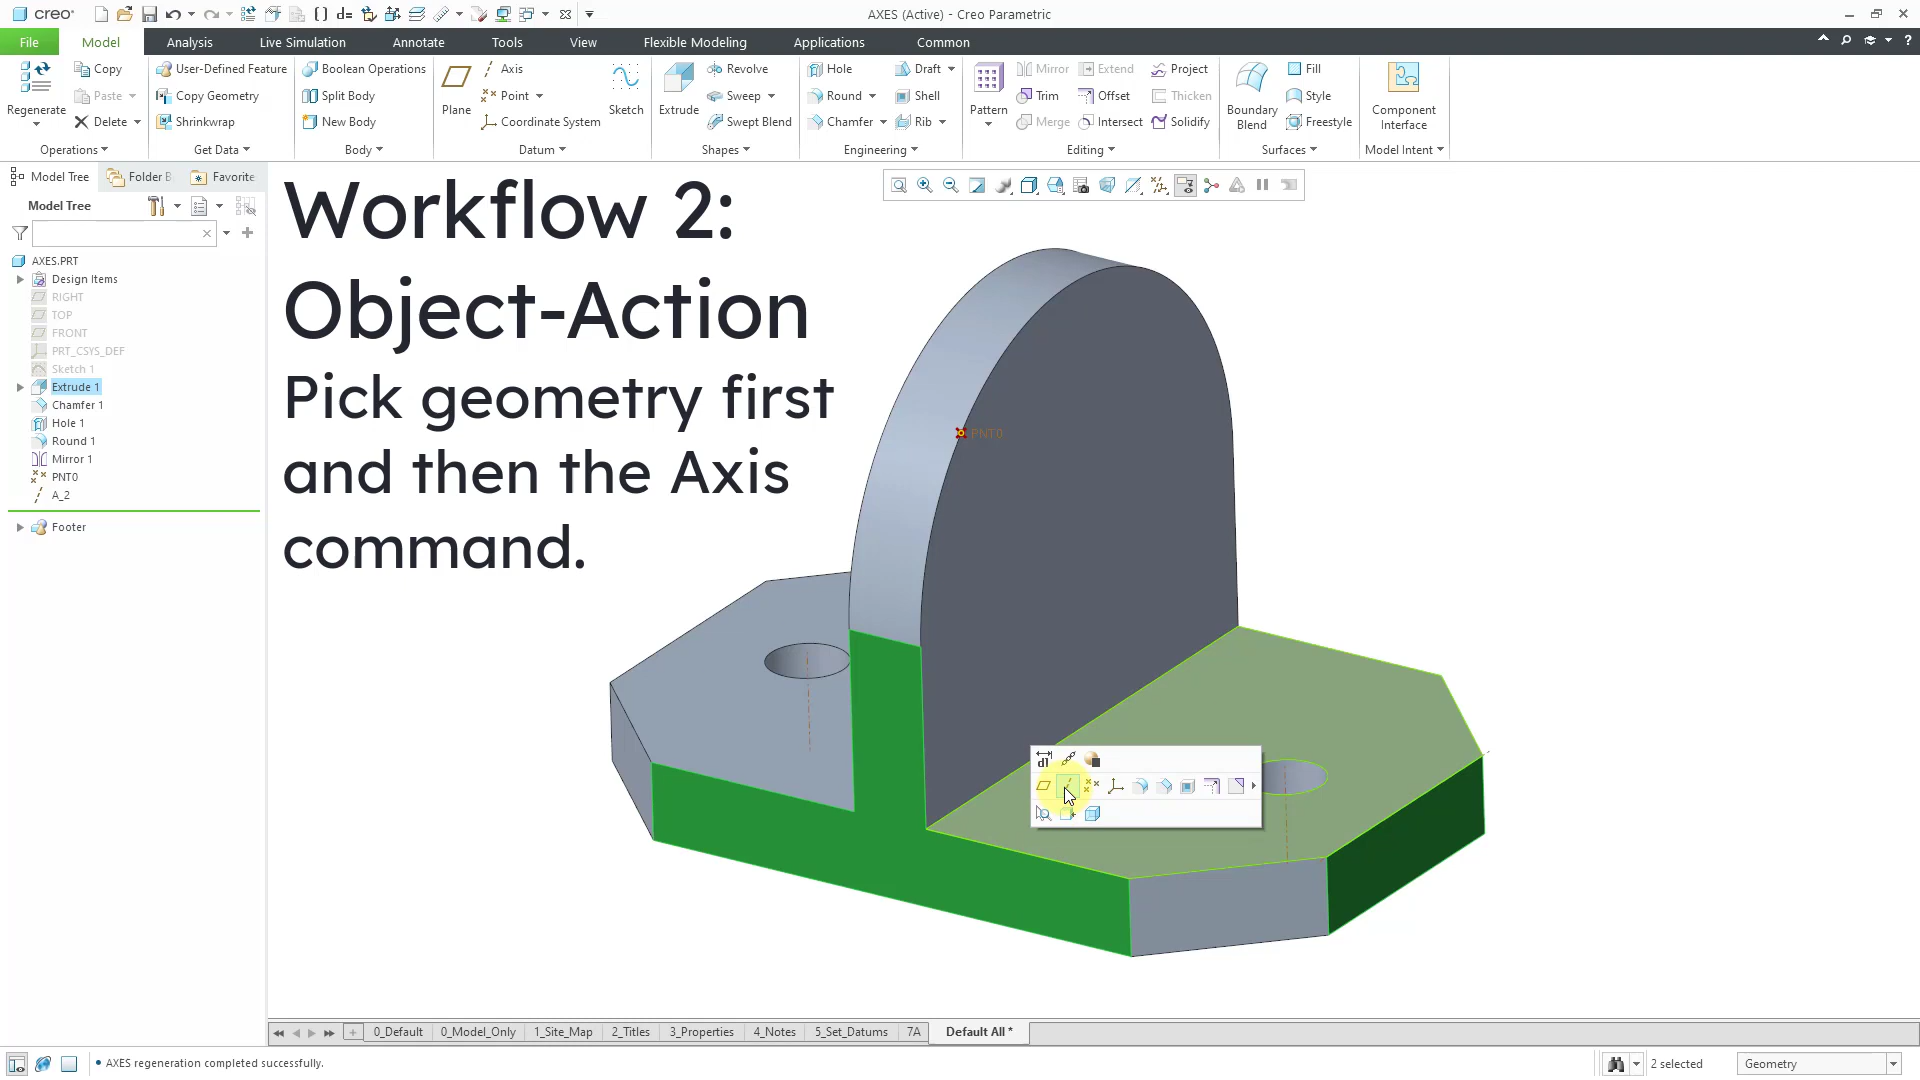 creo
AXES (Active) - Creo Parametric
File Model Analysis Live Simulation Annotate Tools View Flexible Modeling Applications Common
Regenerate
Copy
Paste
Delete
Operations
User-Defined Feature
Copy Geometry
Shrinkwrap
Get Data
Boolean Operations
Split Body
New Body
Body
Plane
Axis
Point
Coordinate System
Sketch
Datum
Extrude
Revolve
Sweep
Swept Blend
Shapes
Hole
Round
Chamfer
Draft
Shell
Rib
Engineering
Pattern
Mirror
Trim
Merge
Extend
Offset
Intersect
Project
Thicken
Solidify
Editing
Boundary
Blend
Fill
Style
Freestyle
Surfaces
Component
Interface
Model Intent
Model Tree Folder B Favorite
Model Tree
AXES.PRT
Design Items
RIGHT
TOP
FRONT
PRT_CSYS_DEF
Sketch 1
Extrude 1
Chamfer 1
Hole 1
Round 1
Mirror 1
PNT0
A_2
Footer
Workflow 2:
Object-Action
Pick geometry first
and then the Axis
command.
PNT0
0_Default 0_Model_Only 1_Site_Map 2_Titles 3_Properties 4_Notes 5_Set_Datums 7A Default All *
AXES regeneration completed successfully.
2 selected
Geometry